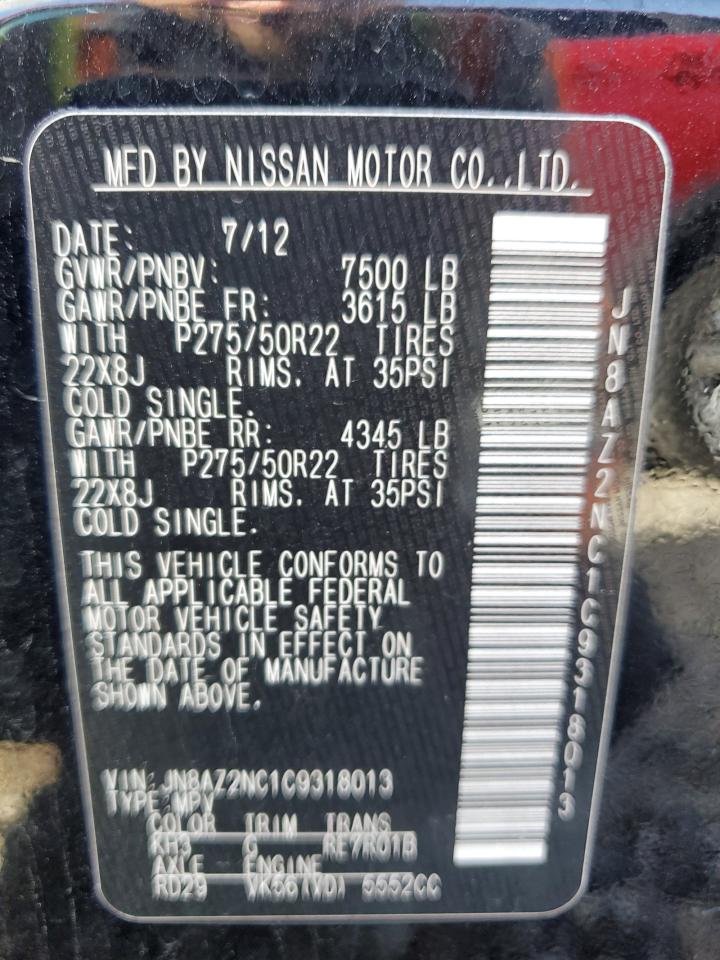 MFD BY NISSAN MOTOR CO.,LTD.
DATE: 7/12
GVWR/PNBV: 7500 LB
GAWR/PNBE FR: 3615 LB
WITH P275/50R22 TIRES
22X8J RIMS. AT 35PSI
COLD SINGLE.
GAWR/PNBE RR: 4345 LB
WITH P275/50R22 TIRES
22X8J RIMS. AT 35PSI
COLD SINGLE.
THIS VEHICLE CONFORMS TO
ALL APPLICABLE FEDERAL
MOTOR VEHICLE SAFETY
STANDARDS IN EFFECT ON
THE DATE OF MANUFACTURE
SHOWN ABOVE.
VIN: JN8AZ2NC1C9318013
TYPE: MPV
COLOR TRIM TRANS
KH3 G RE7R01B
AXLE ENGINE
RD29 5552CC
JN8AZ2NC1C9318013